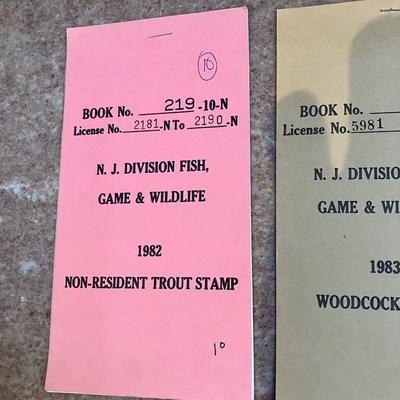 10
BOOK No. 219 -10-N
License No. 2181 -N To 2190 -N
N. J. DIVISION FISH,
GAME & WILDLIFE
1982
NON-RESIDENT TROUT STAMP
10
BOOK No.
License No. 5981
N. J. DIVISIO
GAME & WI
1983
WOODCOCK